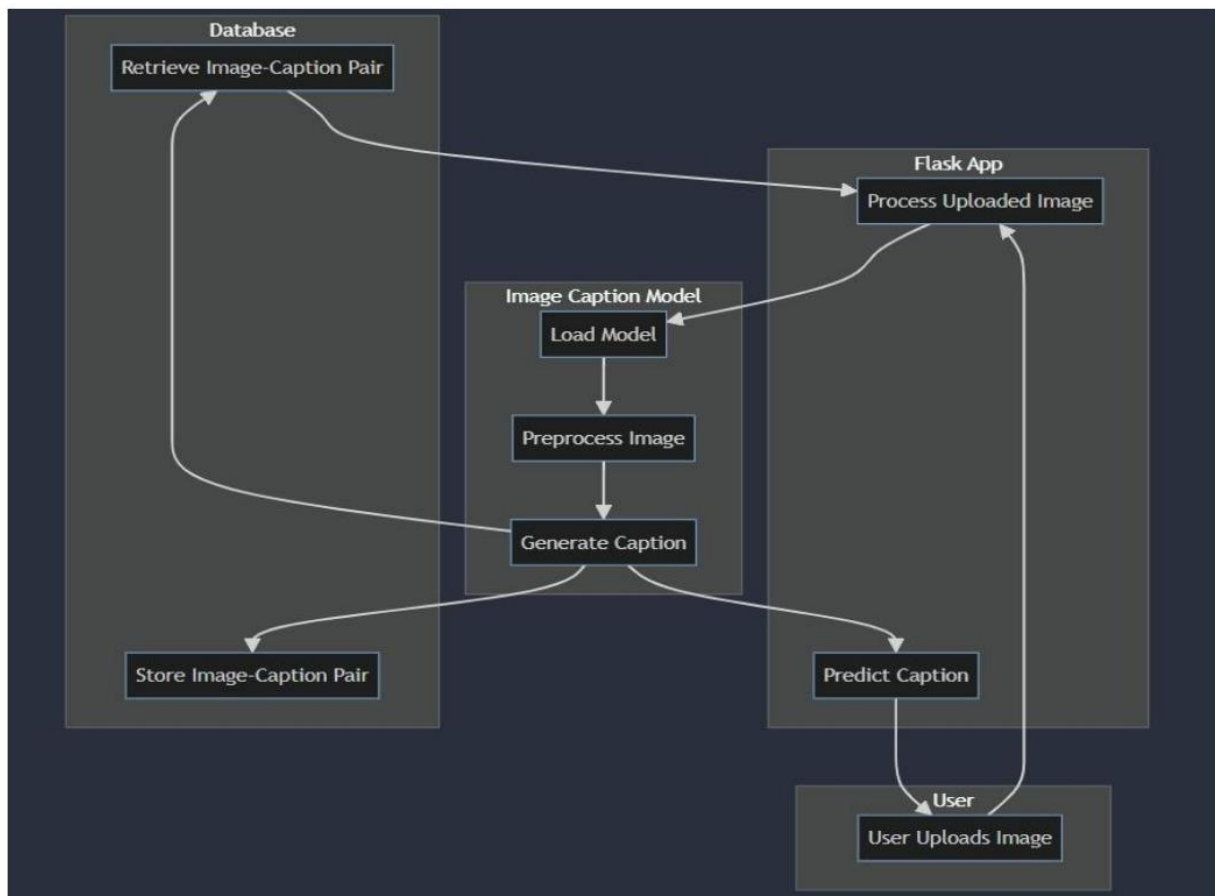 Database
Retrieve Image-Caption Pair
Flask App
Process Uploaded Image
Image Caption Model
Load Model
Preprocess Image
Generate Caption
Store Image-Caption Pair
Predict Caption
User
User Uploads Image